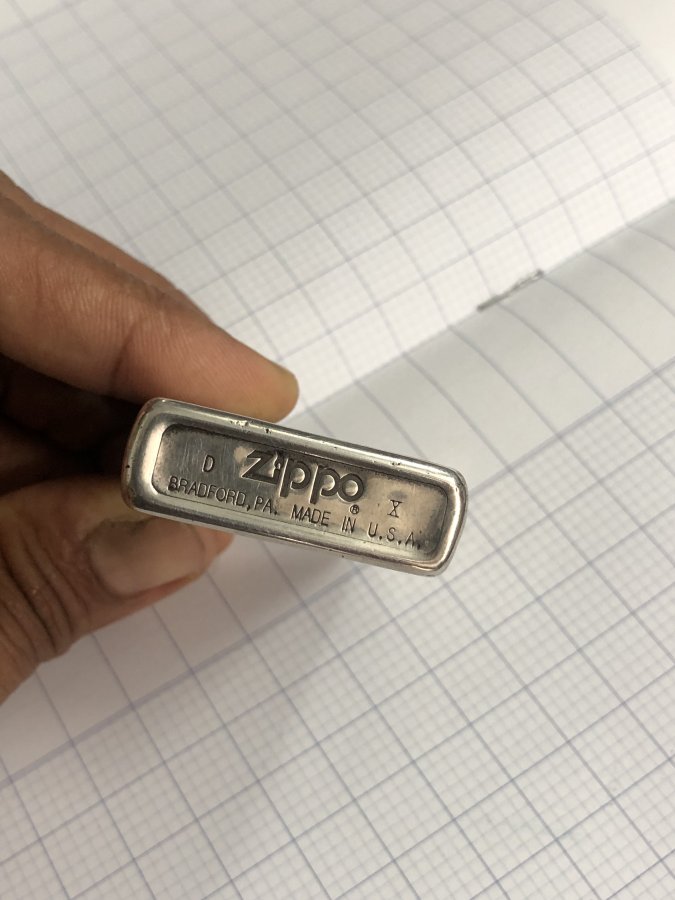 D Zippo ® X
BRADFORD, PA. MADE IN U.S.A.